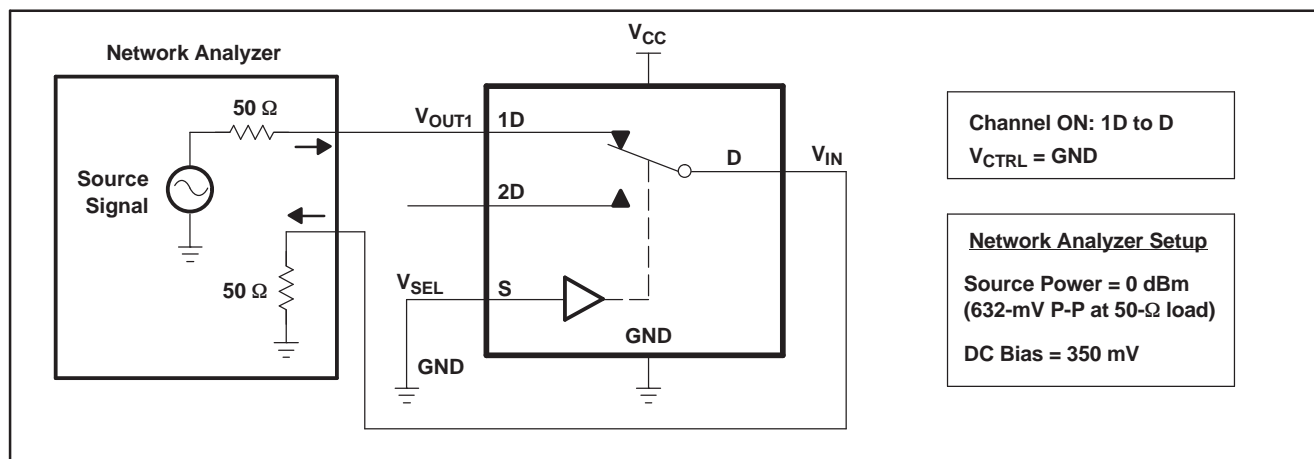 Network Analyzer
50 Ω
Source
Signal
50 Ω
V_OUT1
1D
2D
V_SEL
S
GND
V_CC
D
GND
V_IN
Channel ON: 1D to D
V_CTRL = GND
Network Analyzer Setup
Source Power = 0 dBm
(632-mV P-P at 50-Ω load)
DC Bias = 350 mV